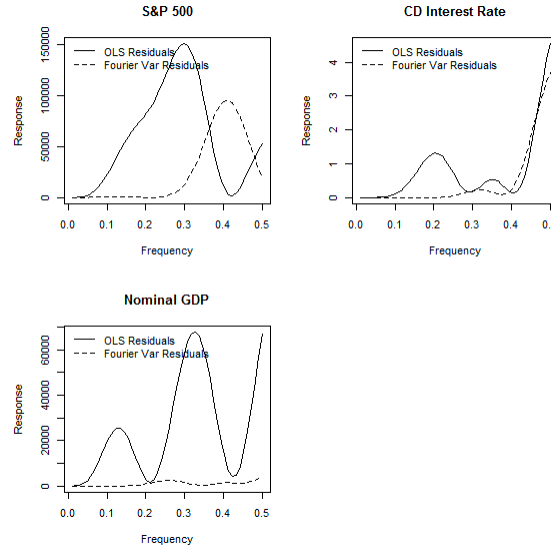 S&P 500
OLS Residuals
Fourier Var Residuals
Response
0 50000 100000 150000
0.0 0.1 0.2 0.3 0.4 0.5
Frequency
CD Interest Rate
OLS Residuals
Fourier Var Residuals
Response
0 1 2 3 4
0.0 0.1 0.2 0.3 0.4 0.5
Frequency
Nominal GDP
OLS Residuals
Fourier Var Residuals
Response
0 20000 40000 60000
0.0 0.1 0.2 0.3 0.4 0.5
Frequency